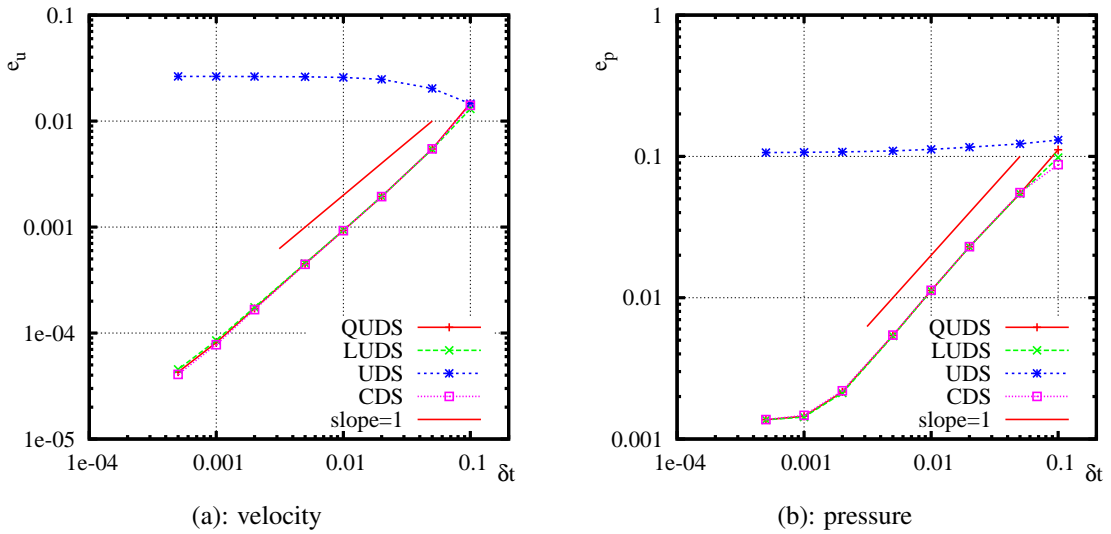 0.1
e_u
0.01
0.001
1e-04
1e-05
QUDS
LUDS
UDS
CDS
slope=1
1e-04
0.001
0.01
0.1
δt
(a): velocity
1
e_p
0.1
0.01
0.001
QUDS
LUDS
UDS
CDS
slope=1
1e-04
0.001
0.01
0.1
δt
(b): pressure